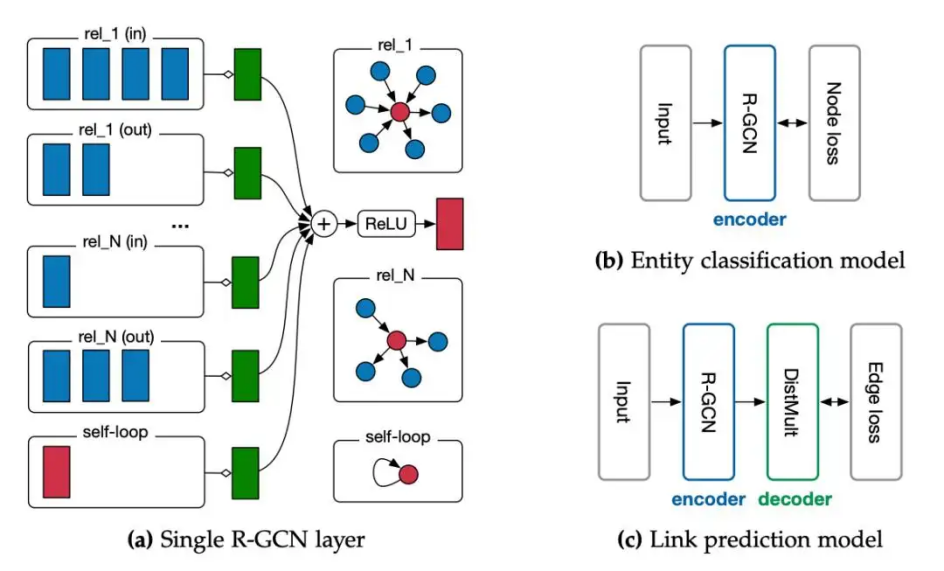 rel_1 (in)
rel_1 (out)
...
rel_N (in)
rel_N (out)
self-loop
+
ReLU
rel_1
rel_N
self-loop
(a) Single R-GCN layer
Input
R-GCN
Node loss
encoder
(b) Entity classification model
Input
R-GCN
DistMult
Edge loss
encoder
decoder
(c) Link prediction model